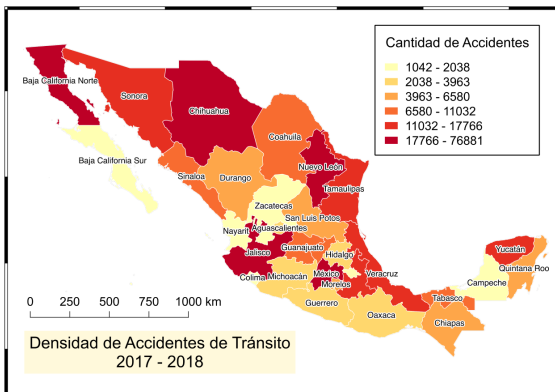 Cantidad de Accidentes
1042 - 2038
2038 - 3963
3963 - 6580
6580 - 11032
11032 - 17766
17766 - 76881
Baja California Norte
Sonora
Chihuahua
Coahuila
Baja California Sur
Nuevo León
Sinaloa
Durango
Tamaulipas
Zacatecas
San Luis Potos
Nayarit
Aguascalientes
Jalisco
Guanajuato
Hidalgo
Yucatán
Quintana Roo
Colima
Michoacán
México
Morelos
Veracruz
Campeche
Tabasco
Guerrero
Oaxaca
Chiapas
0 250 500 750 1000 km
Densidad de Accidentes de Tránsito
2017 - 2018